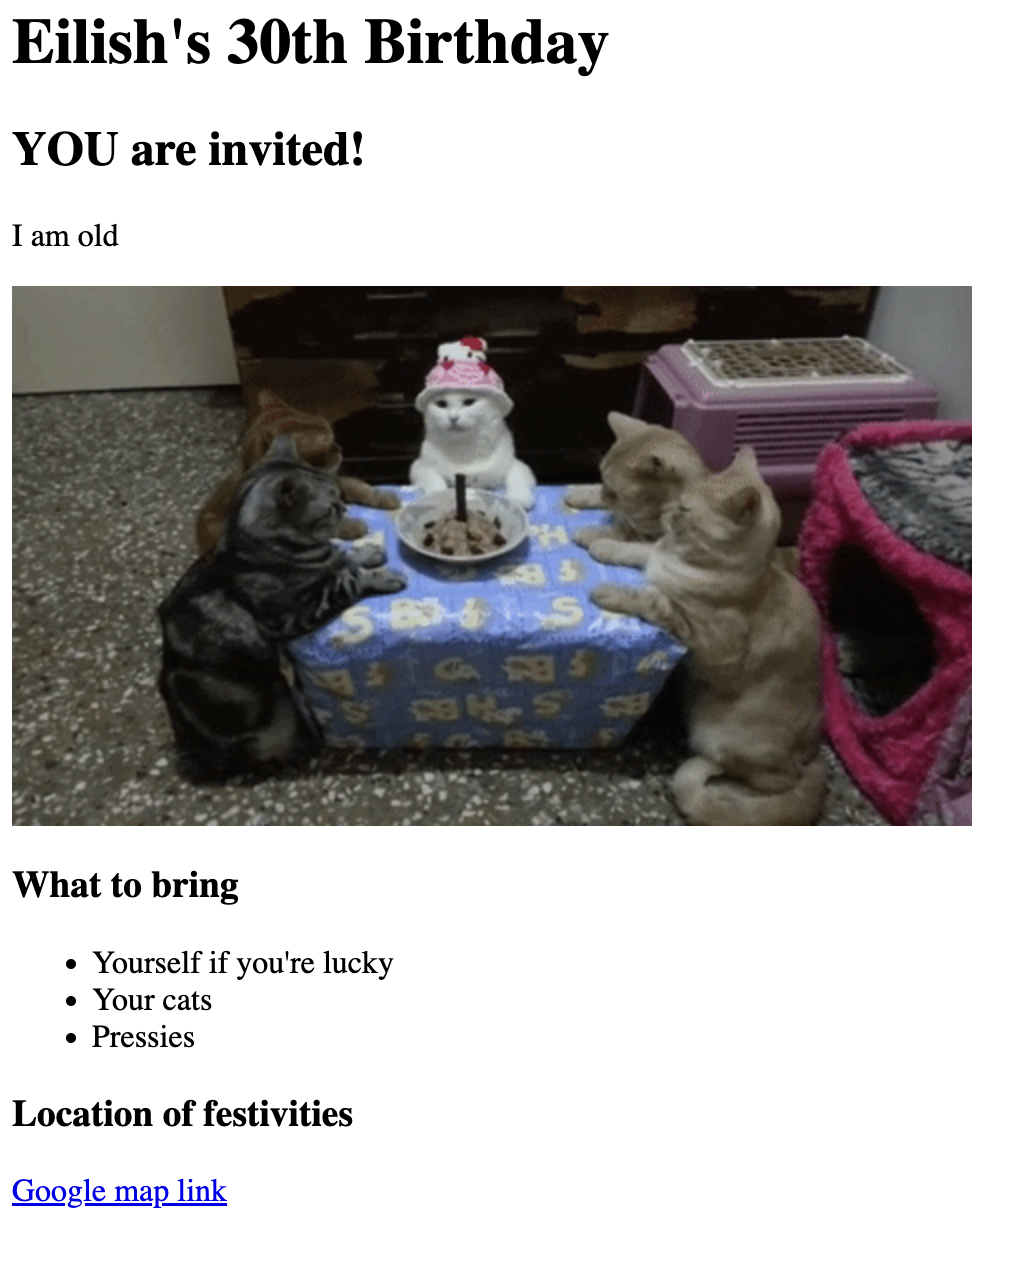 Eilish's 30th Birthday
YOU are invited!
I am old
What to bring
Yourself if you're lucky
Your cats
Pressies
Location of festivities
Google map link